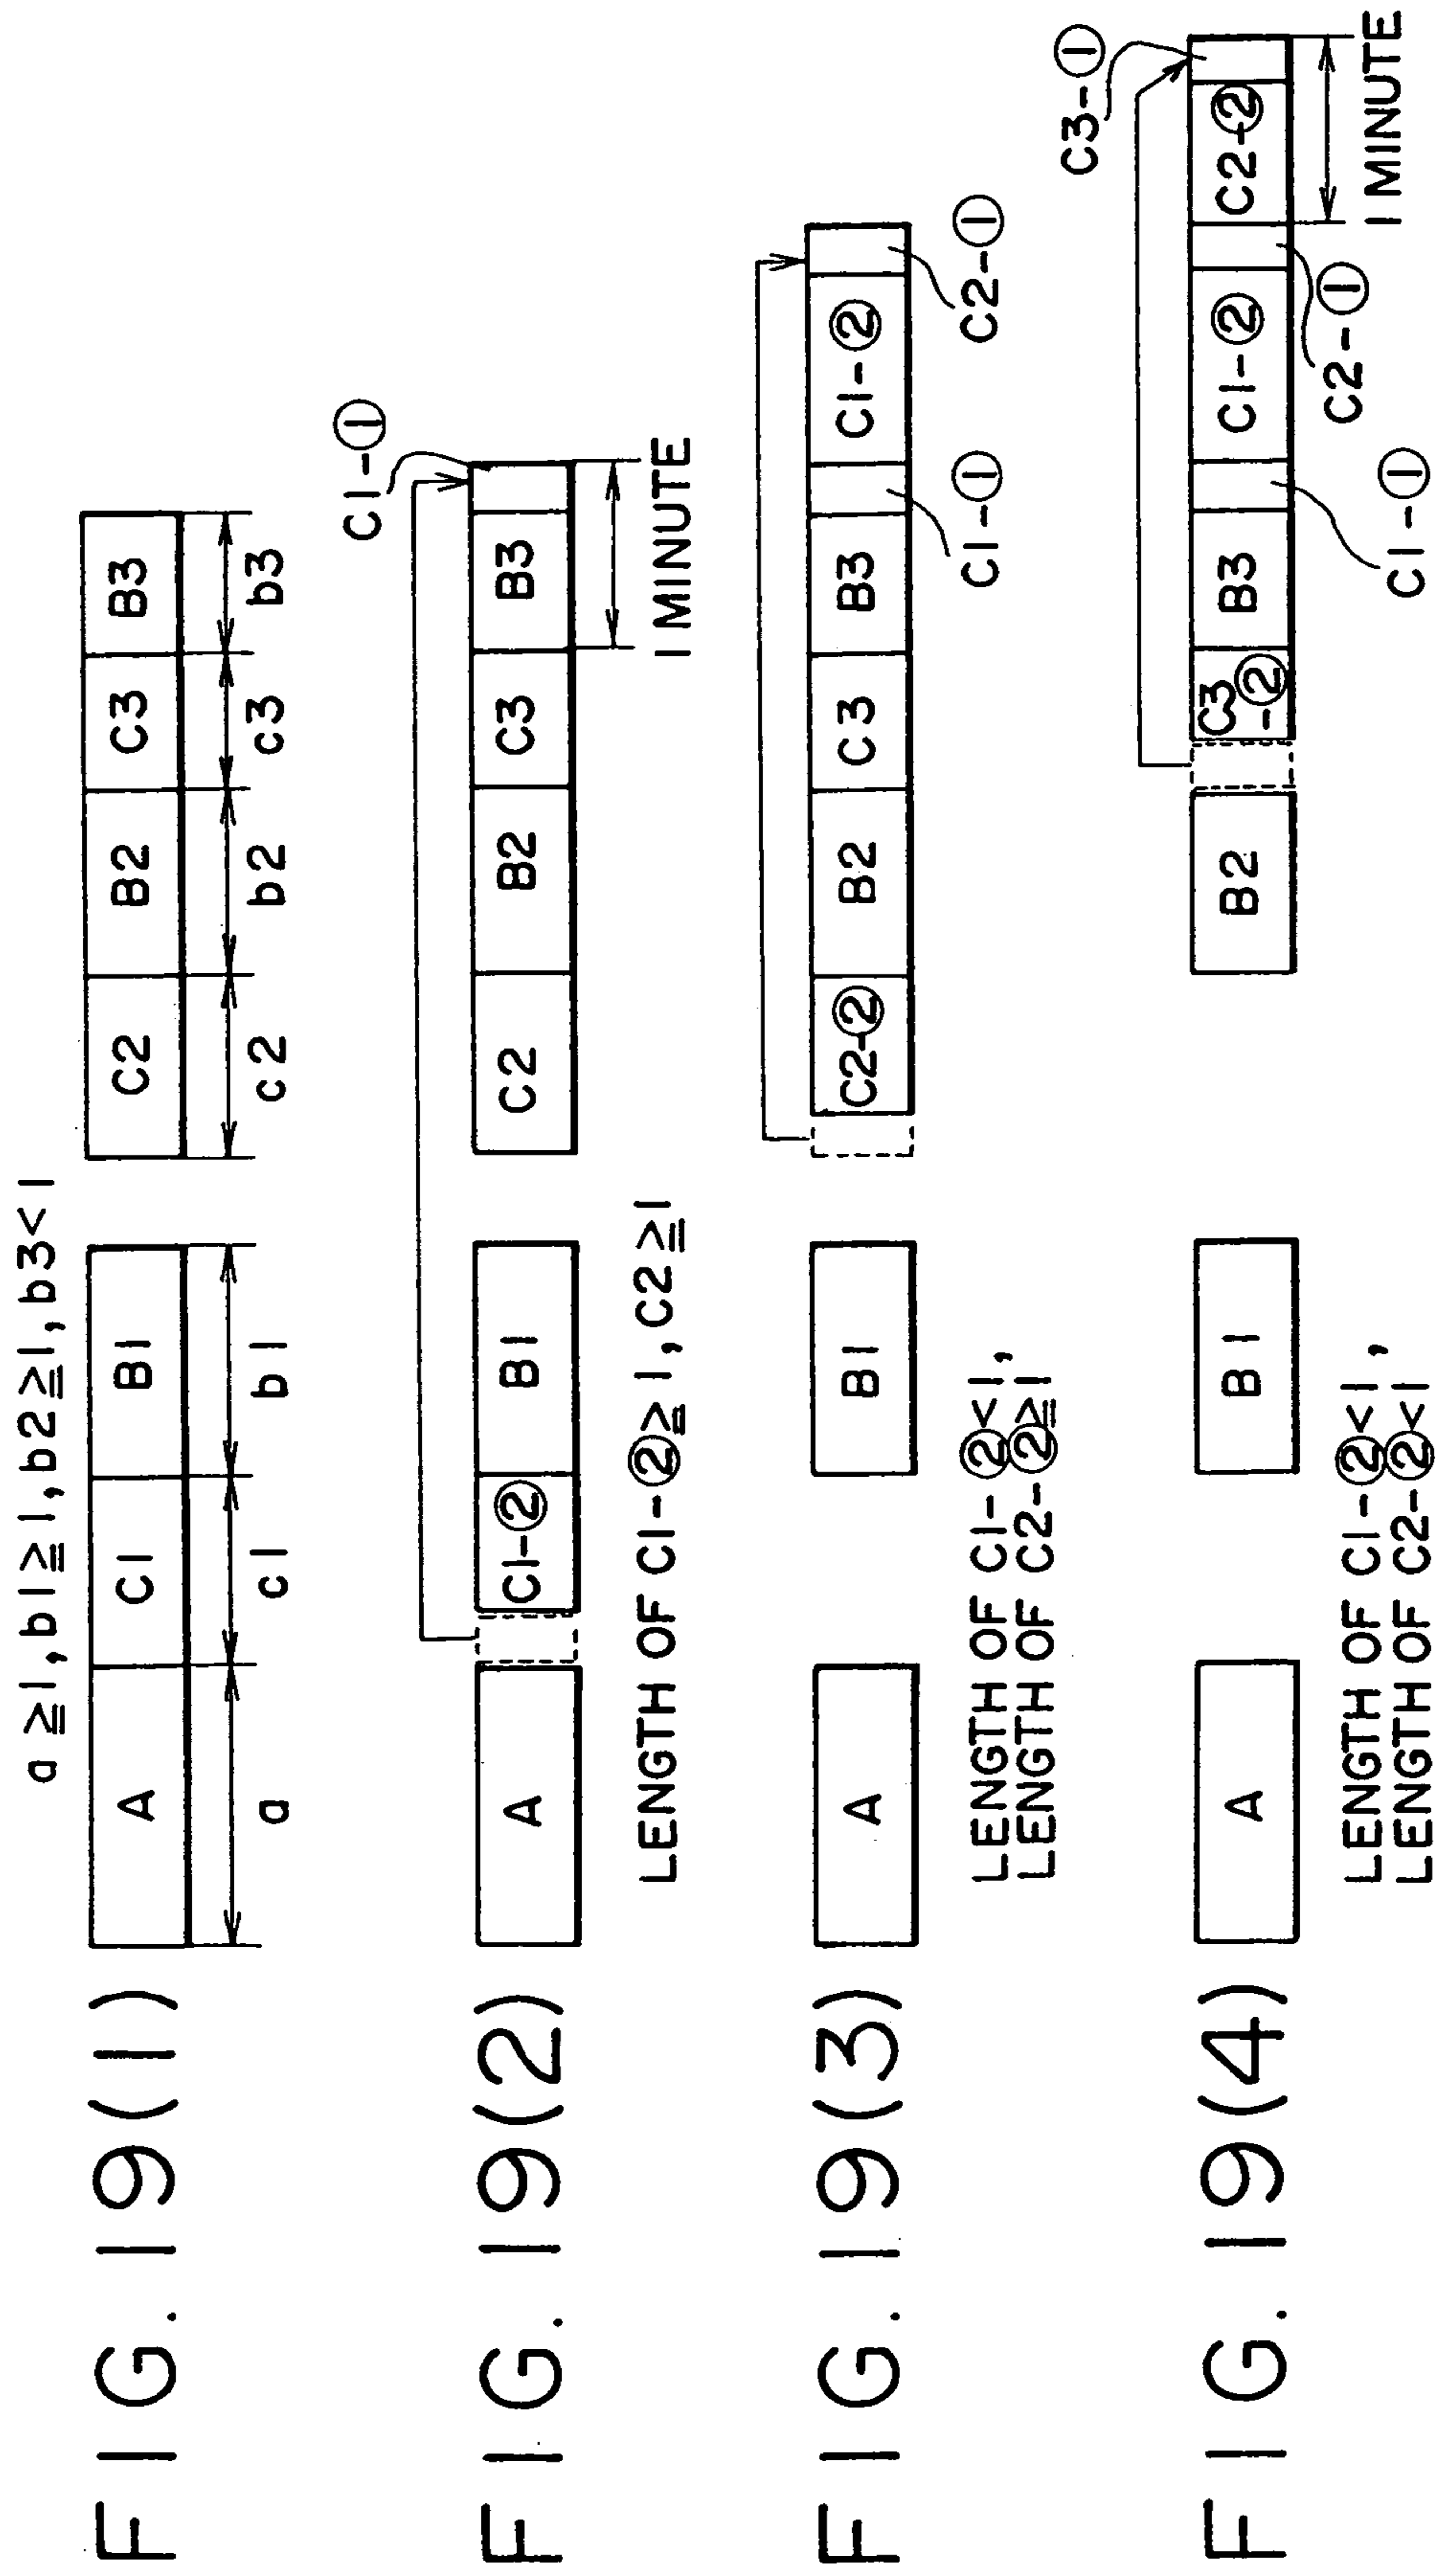 FIG. 19(1)
a ≧ 1, b1 ≧ 1, b2 ≧ 1, b3 < 1
A C1 B1 C2 B2 C3 B3
a c1 b1 c2 b2 c3 b3
FIG. 19(2)
C1-①
A C1-② B1 C2 B2 C3 B3
1 MINUTE
LENGTH OF C1-② ≧ 1, C2 ≧ 1
FIG. 19(3)
A B1 C2-② B2 C3 B3 C1-②
C1-① C2-①
LENGTH OF C1-② < 1,
LENGTH OF C2-② ≧ 1
FIG. 19(4)
C3-①
A B1 B2 C3-② B3 C1-② C2-②
C1-① C2-① 1 MINUTE
LENGTH OF C1-② < 1,
LENGTH OF C2-② < 1